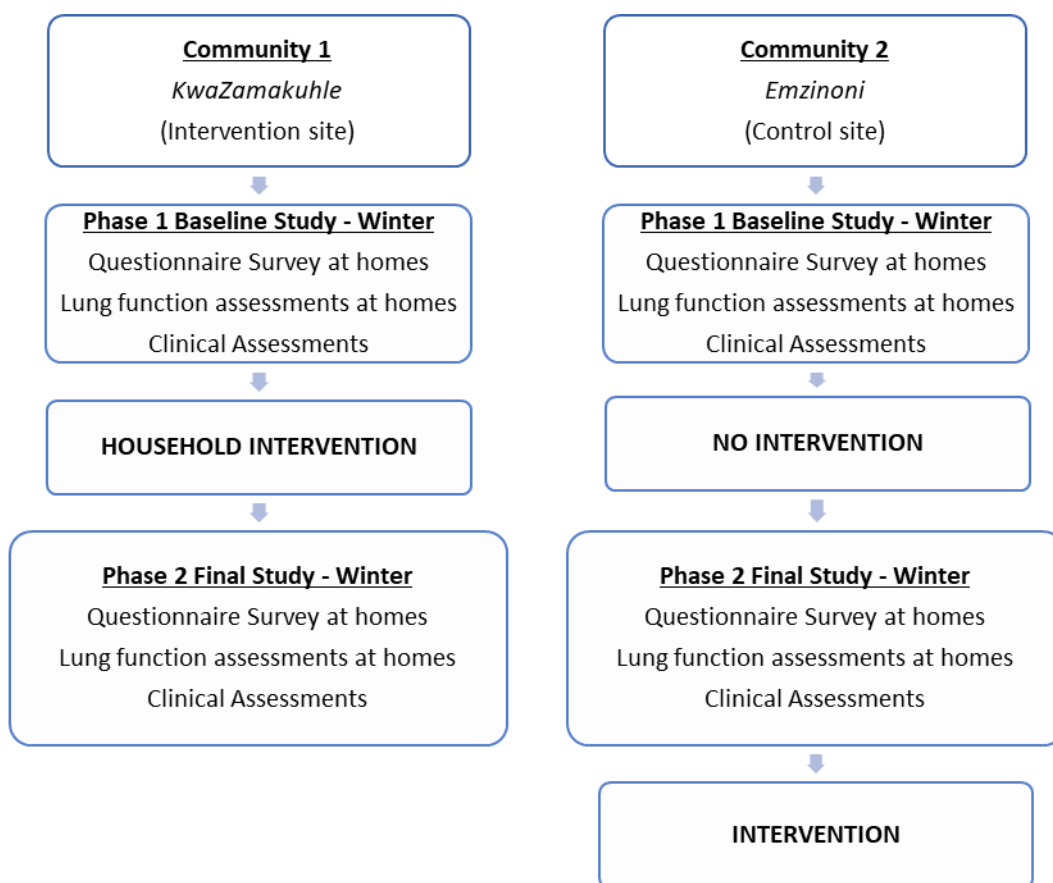 Community 1
KwaZamakuhle
(Intervention site)
Phase 1 Baseline Study - Winter
Questionnaire Survey at homes
Lung function assessments at homes
Clinical Assessments
HOUSEHOLD INTERVENTION
Phase 2 Final Study - Winter
Questionnaire Survey at homes
Lung function assessments at homes
Clinical Assessments
Community 2
Emzinoni
(Control site)
Phase 1 Baseline Study - Winter
Questionnaire Survey at homes
Lung function assessments at homes
Clinical Assessments
NO INTERVENTION
Phase 2 Final Study - Winter
Questionnaire Survey at homes
Lung function assessments at homes
Clinical Assessments
INTERVENTION